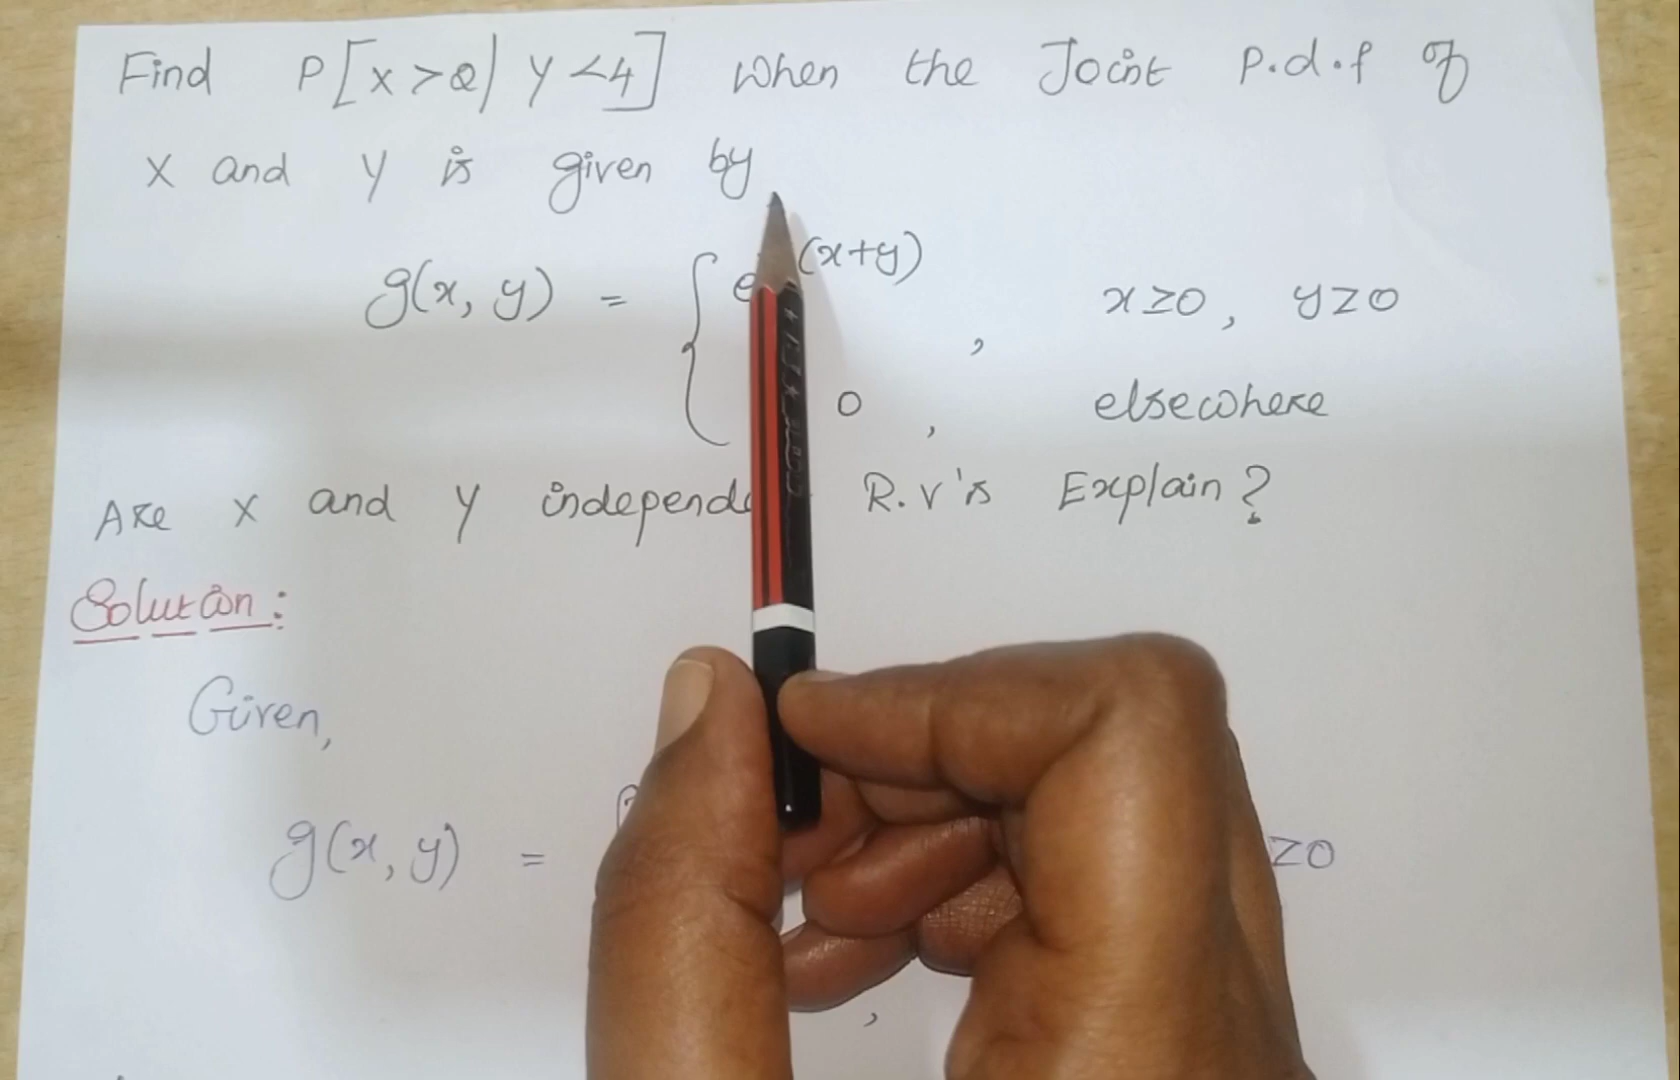 Find P[X>2/ Y<4] when the Joint p.d.f of
X and Y is given by
g(x, y) = { e (x+y) , x≥0, y≥0
0 , elsewhere
Are X and Y R.V's Explain?
Solution:
Given,
g(x, y) = ≥0
,